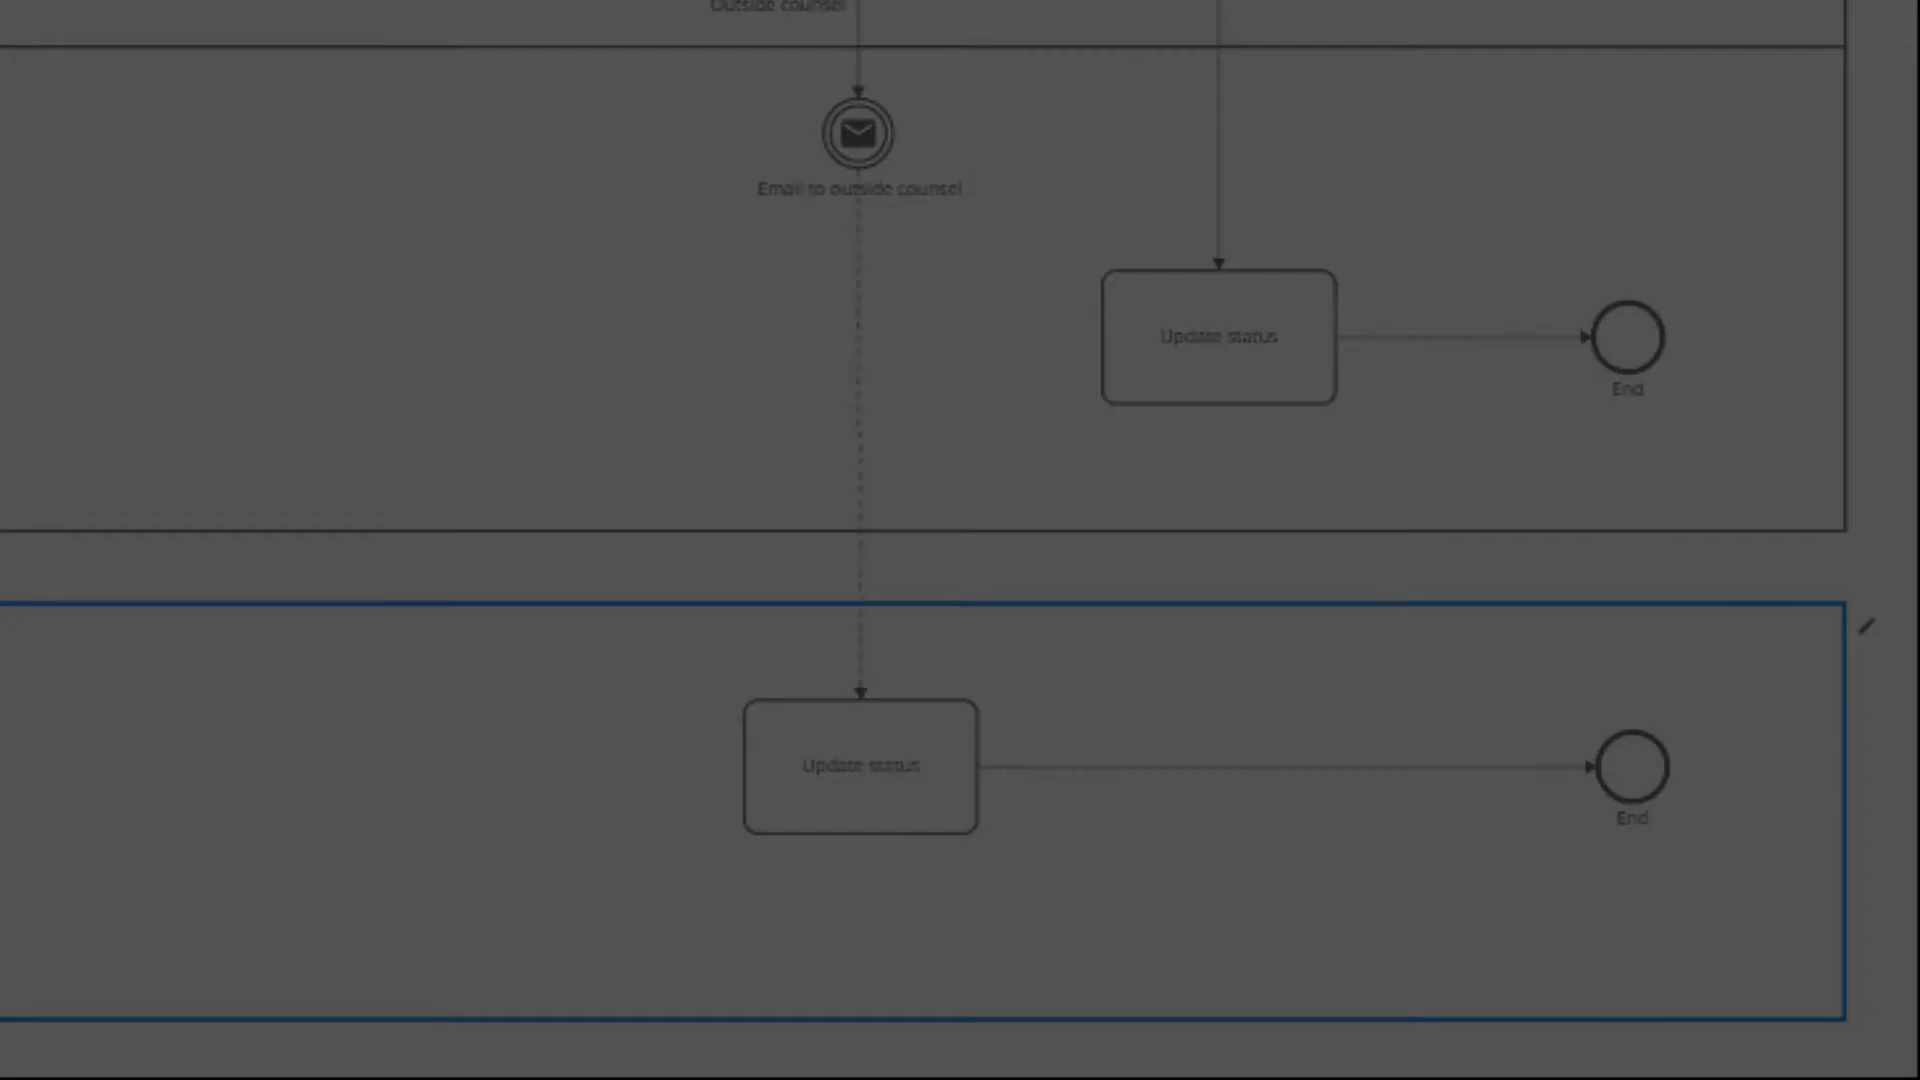 Outside counsel
Email to outside counsel
Update status
End
Update status
End